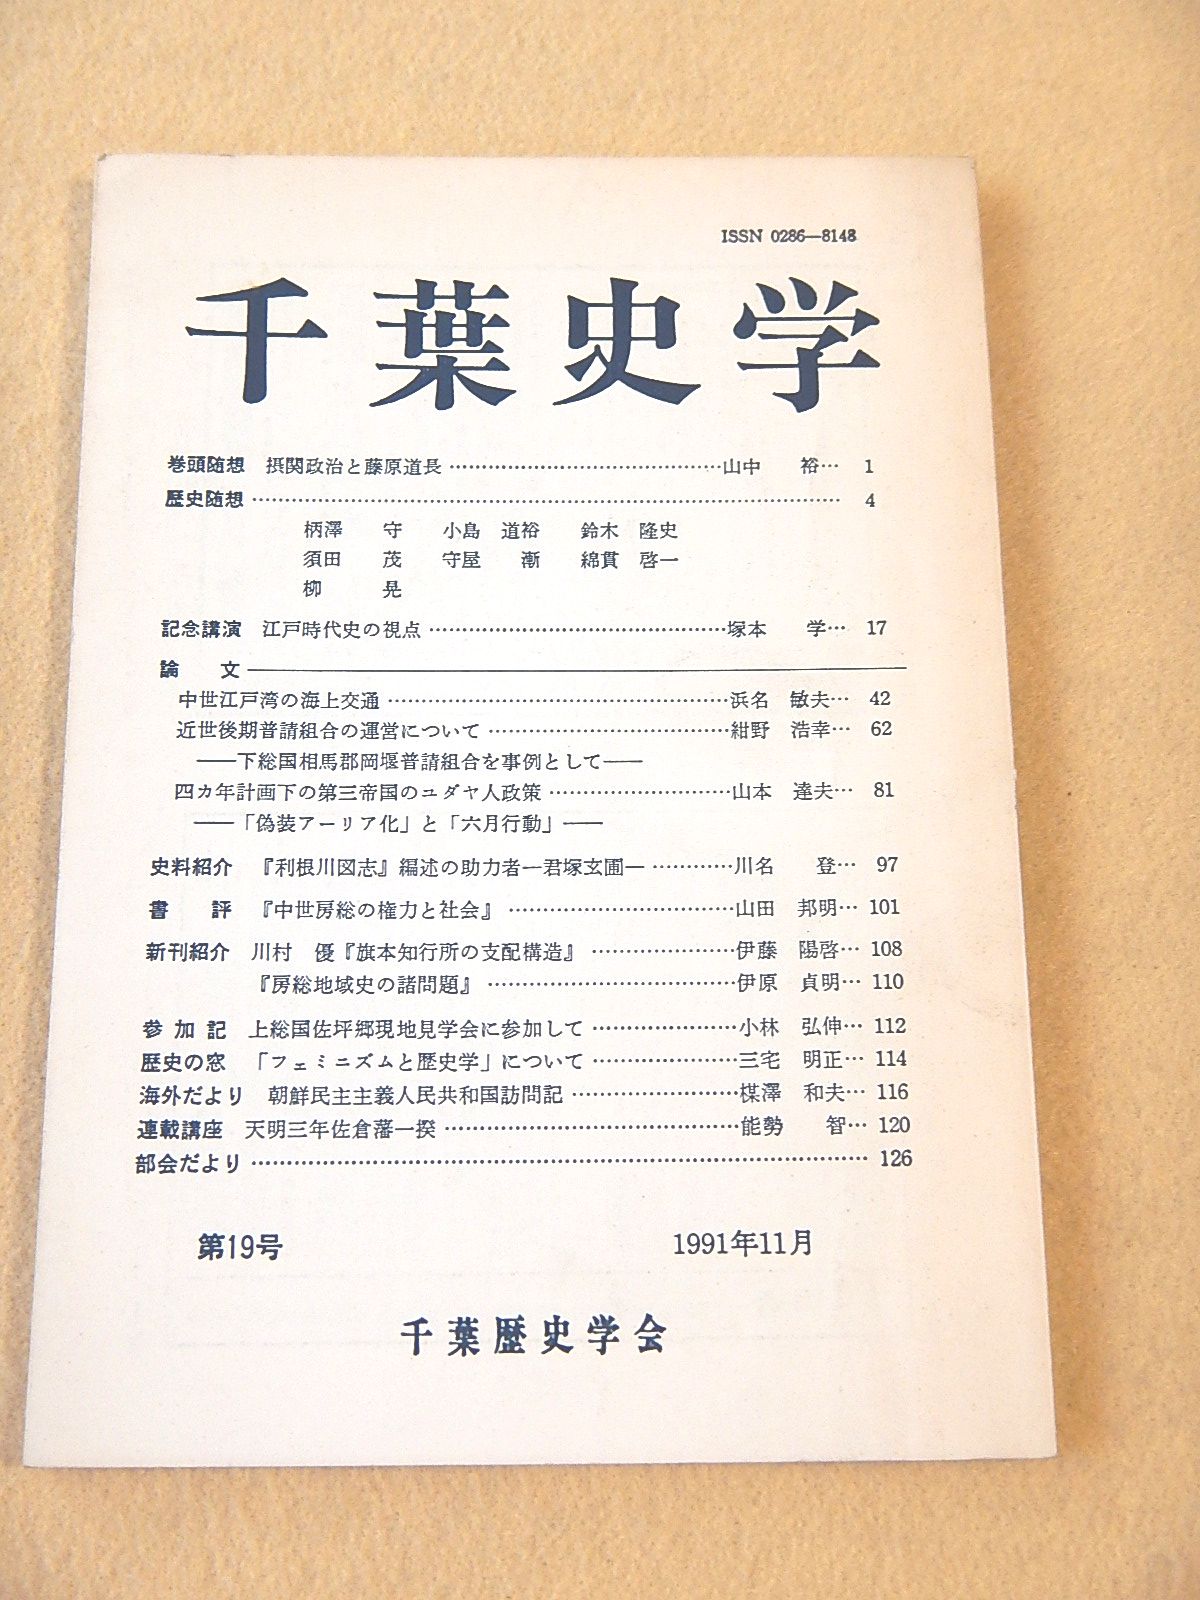 ISSN 0286—8148
千葉史学
巻頭随想 摂関政治と藤原道長………………………………山中 裕… 1
歴史随想……………………………………………………………… 4
柄澤 守 小島 道裕 鈴木 隆史
須田 茂 守屋 漸 綿貫 啓一
柳 晃
記念講演 江戸時代史の視点………………………………塚本 学… 17
論 文
中世江戸湾の海上交通………………………………浜名 敏夫… 42
近世後期普請組合の運営について………………………紺野 浩幸… 62
——下総国相馬郡岡堰普請組合を事例として——
四カ年計画下の第三帝国のユダヤ人政策…………………山本 達夫… 81
——「偽装アーリア化」と「六月行動」——
史料紹介 『利根川図志』編述の助力者—君塚玄圃—…………川名 登… 97
書 評 『中世房総の権力と社会』………………………山田 邦明… 101
新刊紹介 川村 優『旗本知行所の支配構造』………………伊藤 陽啓… 108
『房総地域史の諸問題』…………………………伊原 貞明… 110
参加記 上総国佐坪郷現地見学会に参加して………………小林 弘伸… 112
歴史の窓 「フェミニズムと歴史学」について………………三宅 明正… 114
海外だより 朝鮮民主主義人民共和国訪問記…………………楳澤 和夫… 116
連載講座 天明三年佐倉藩一揆………………………………能勢 智… 120
部会だより…………………………………………………………… 126
第19号 1991年11月
千葉歴史学会